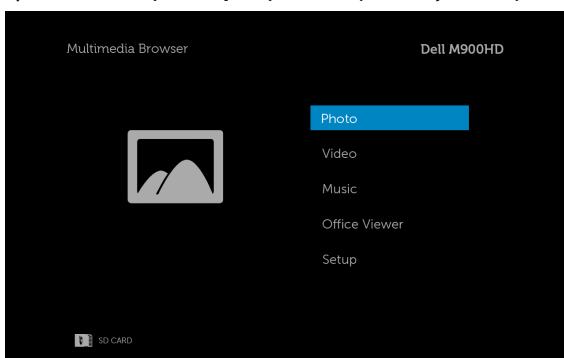 Multimedia Browser
Dell M900HD
Photo
Video
Music
Office Viewer
Setup
SD CARD